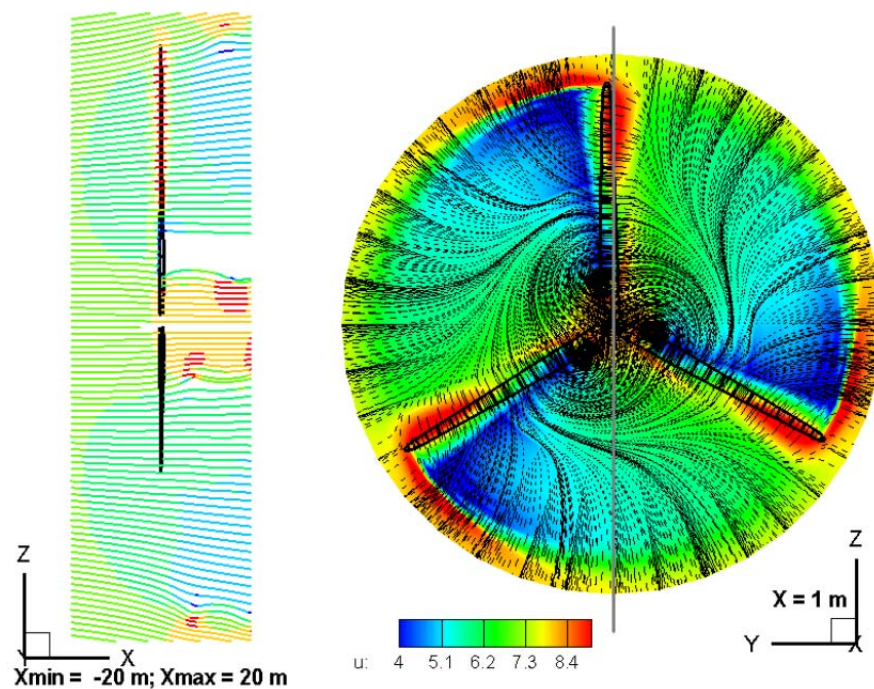 Z
Y
X
Xmin = -20 m; Xmax = 20 m
u:
4 5.1 6.2 7.3 8.4
Z
X = 1 m
Y
X